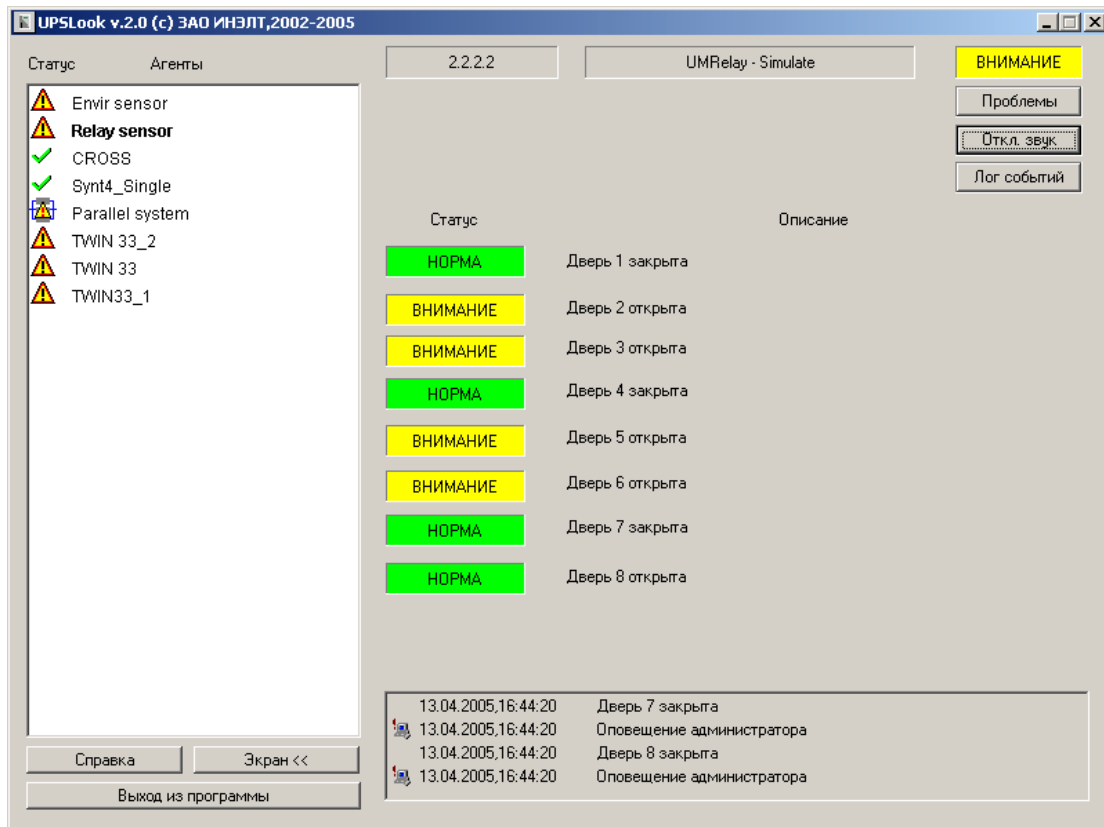 UPSLook v.2.0 (c) ЗАО ИНЭЛТ,2002-2005
Статус Агенты
2.2.2.2 UMRelay - Simulate ВНИМАНИЕ
Envir sensor
Relay sensor
CROSS
Synt4_Single
Parallel system
TWIN 33_2
TWIN 33
TWIN33_1
Проблемы
Откл. звук
Лог событий
Статус Описание
НОРМА Дверь 1 закрыта
ВНИМАНИЕ Дверь 2 открыта
ВНИМАНИЕ Дверь 3 открыта
НОРМА Дверь 4 закрыта
ВНИМАНИЕ Дверь 5 открыта
ВНИМАНИЕ Дверь 6 открыта
НОРМА Дверь 7 закрыта
НОРМА Дверь 8 открыта
13.04.2005,16:44:20 Дверь 7 закрыта
13.04.2005,16:44:20 Оповещение администратора
13.04.2005,16:44:20 Дверь 8 закрыта
13.04.2005,16:44:20 Оповещение администратора
Справка Экран <<
Выход из программы